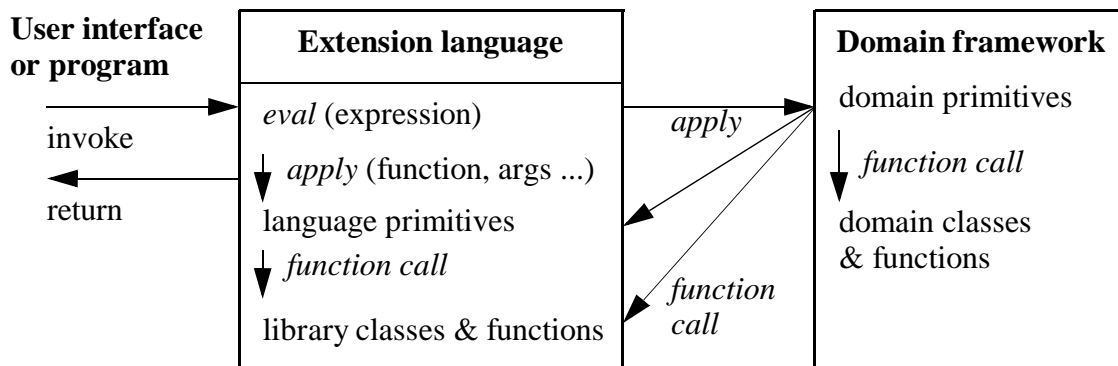 User interface
or program
invoke
return
Extension language
eval (expression)
apply (function, args ...)
language primitives
function call
library classes & functions
apply
function
call
Domain framework
domain primitives
function call
domain classes
& functions